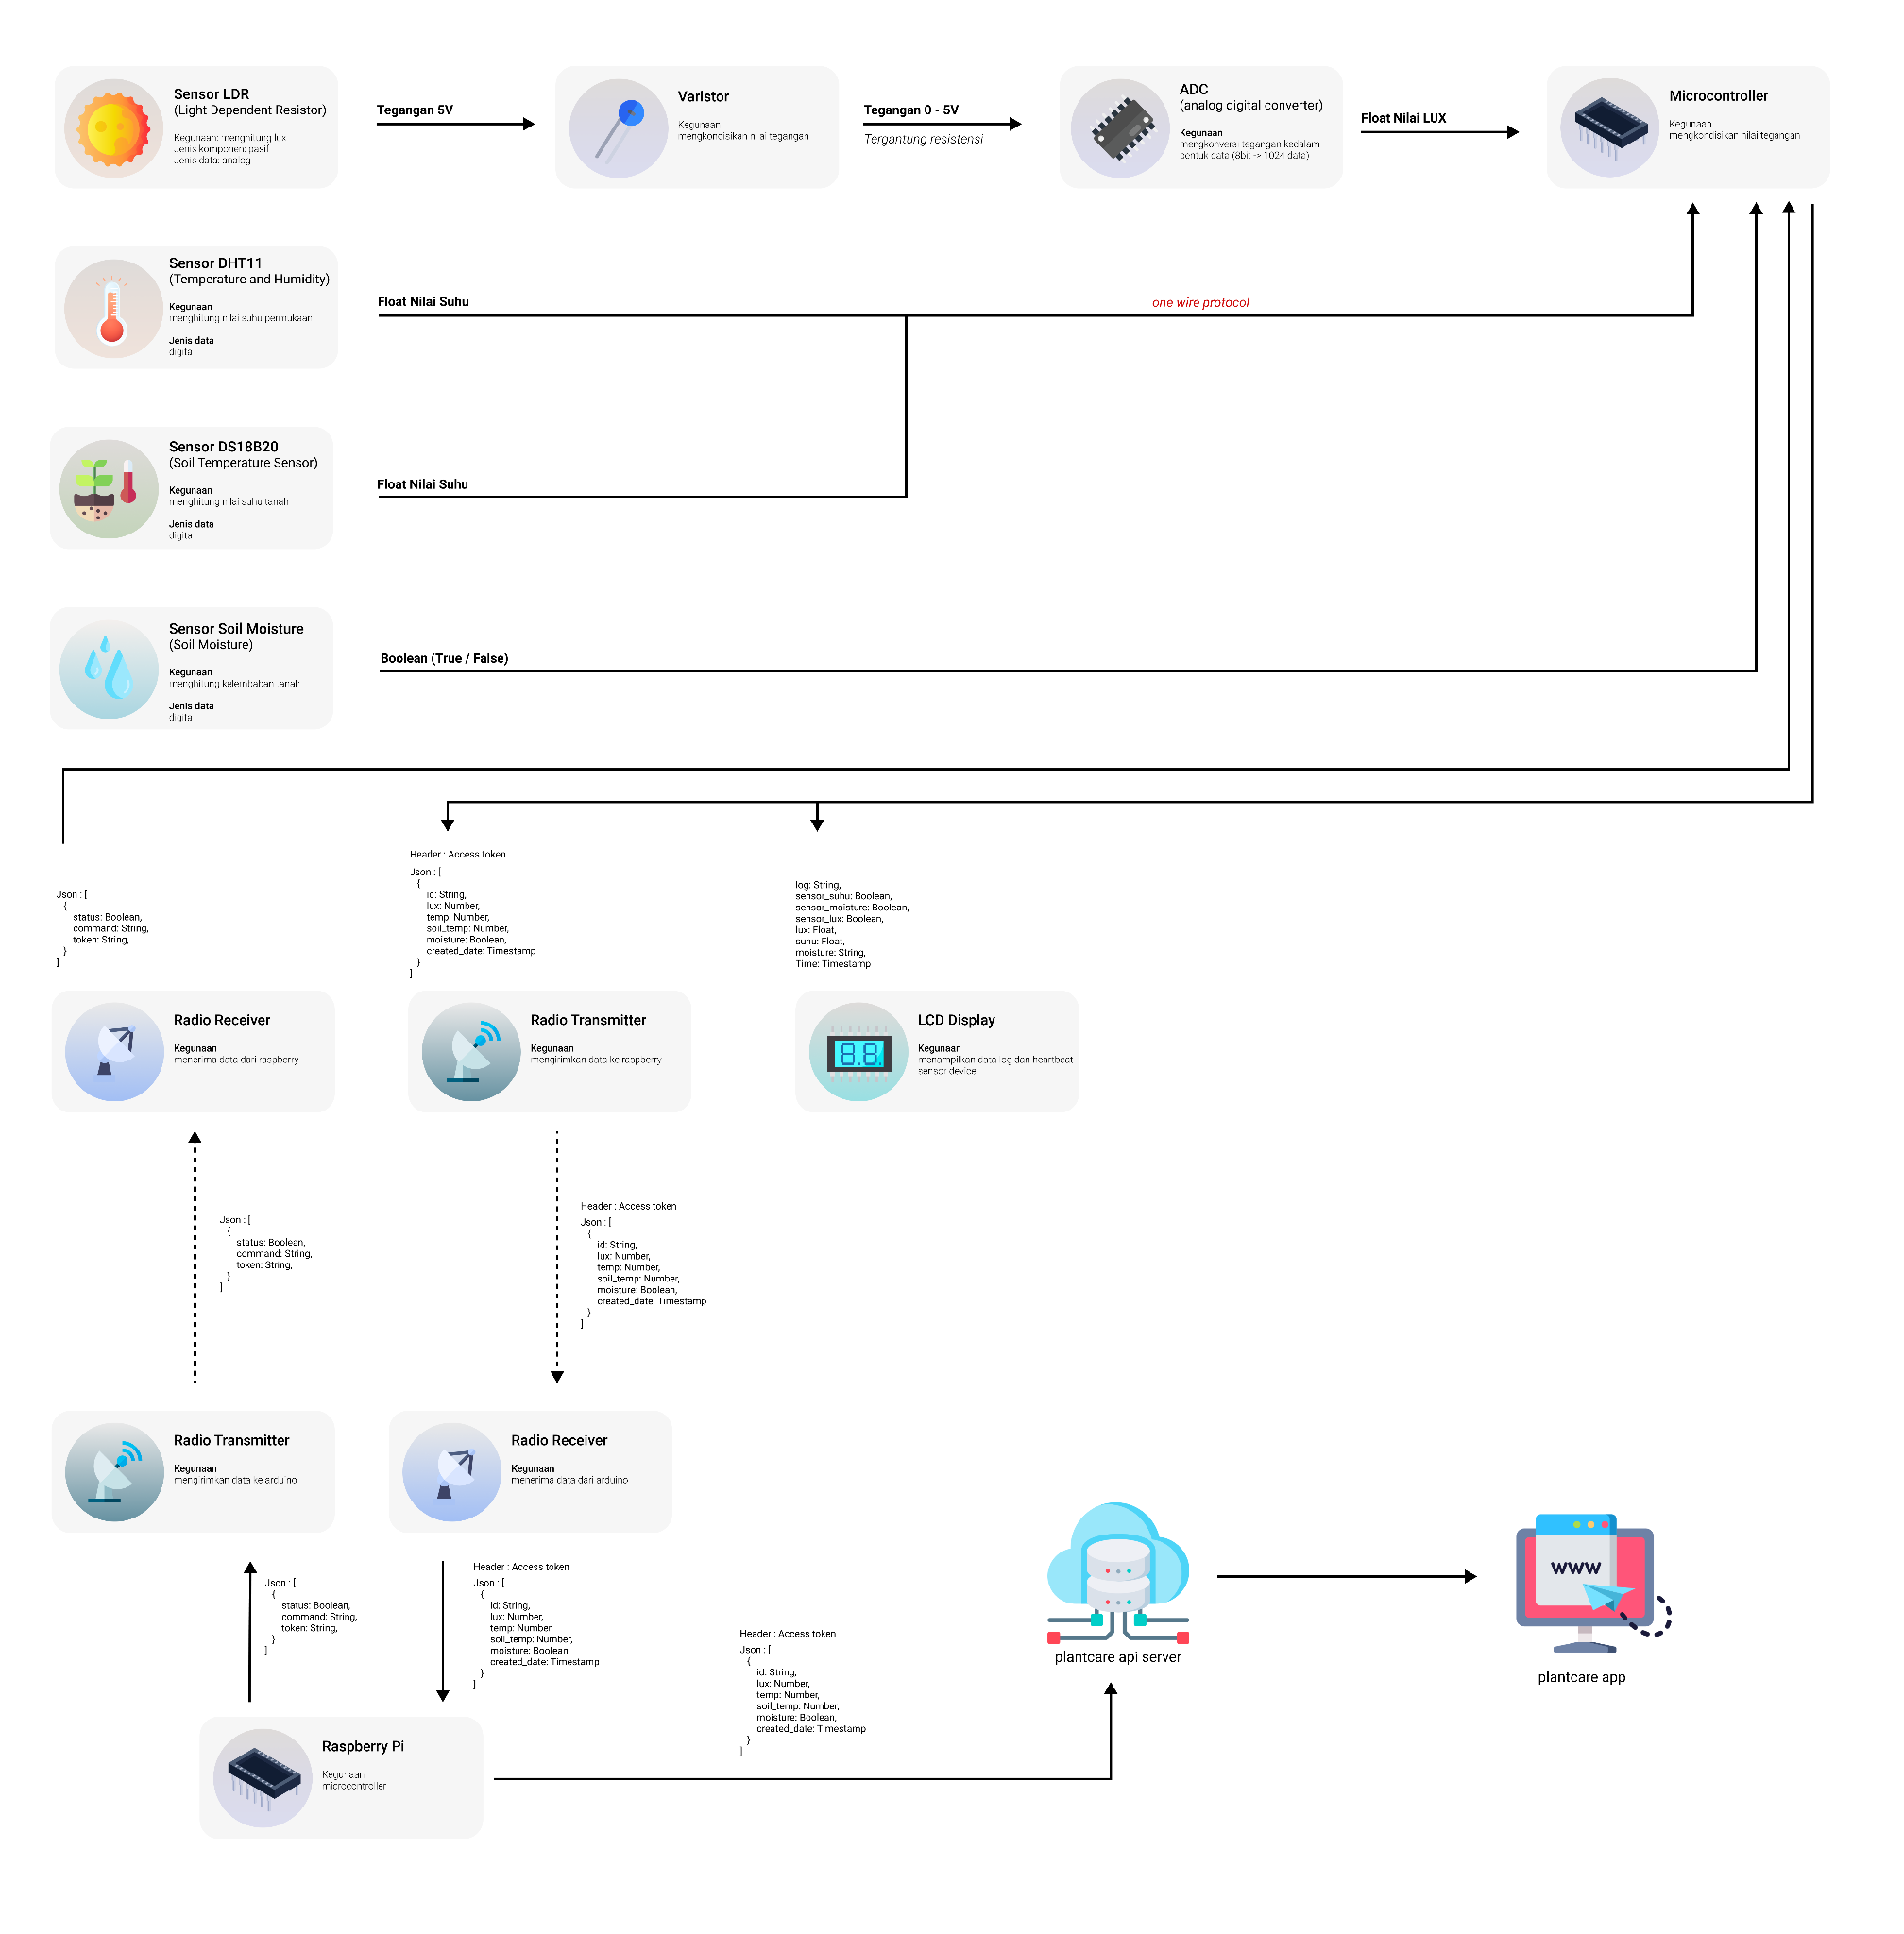 Sensor LDR
(Light Dependent Resistor)
Kegunaan: menghitung lux
Jenis komponen: pasif
Jenis data: analog
Tegangan 5V
Varistor
Kegunaan
mengkondisikan nilai tegangan
Tegangan 0 - 5V
Tergantung resistensi
ADC
(analog digital converter)
Kegunaan
mengkonversi tegangan kedalam
bentuk data (8bit -> 1024 data)
Float Nilai LUX
Microcontroller
Kegunaan
mengkondisikan nilai tegangan
Sensor DHT11
(Temperature and Humidity)
Kegunaan
menghitung nilai suhu permukaan
Jenis data
digital
Float Nilai Suhu
one wire protocol
Sensor DS18B20
(Soil Temperature Sensor)
Kegunaan
menghitung nilai suhu tanah
Jenis data
digital
Float Nilai Suhu
Sensor Soil Moisture
(Soil Moisture)
Kegunaan
menghitung kelembaban tanah
Jenis data
digital
Boolean (True / False)
Json : [
{
status: Boolean,
command: String,
token: String,
}
]
Header : Access token
Json : [
{
id: String,
lux: Number,
temp: Number,
soil_temp: Number,
moisture: Boolean,
created_date: Timestamp
}
]
log: String,
sensor_suhu: Boolean,
sensor_moisture: Boolean,
sensor_lux: Boolean,
lux: Float,
suhu: Float,
moisture: String,
Time: Timestamp
Radio Receiver
Kegunaan
menerima data dari raspberry
Radio Transmitter
Kegunaan
mengirimkan data ke raspberry
LCD Display
Kegunaan
menampilkan data log dan heartbeat
sensor device
8.8.
Json : [
{
status: Boolean,
command: String,
token: String,
}
]
Header : Access token
Json : [
{
id: String,
lux: Number,
temp: Number,
soil_temp: Number,
moisture: Boolean,
created_date: Timestamp
}
]
Radio Transmitter
Kegunaan
mengirimkan data ke arduino
Radio Receiver
Kegunaan
menerima data dari arduino
Json : [
{
status: Boolean,
command: String,
token: String,
}
]
Header : Access token
Json : [
{
id: String,
lux: Number,
temp: Number,
soil_temp: Number,
moisture: Boolean,
created_date: Timestamp
}
]
Header : Access token
Json : [
{
id: String,
lux: Number,
temp: Number,
soil_temp: Number,
moisture: Boolean,
created_date: Timestamp
}
]
plantcare api server
WWW
plantcare app
Raspberry Pi
Kegunaan
microcontroller